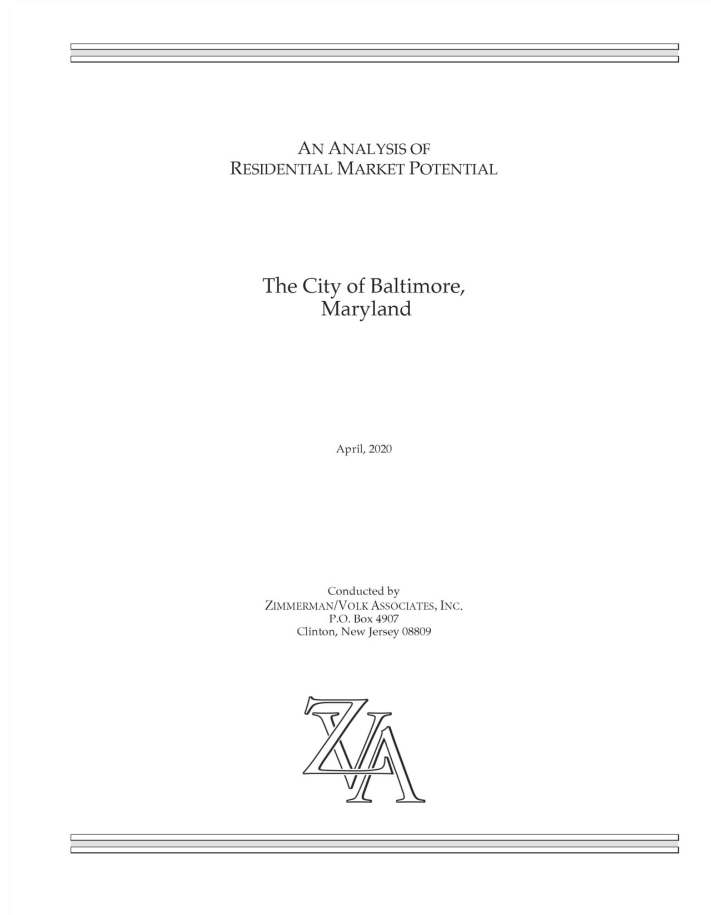 AN ANALYSIS OF
RESIDENTIAL MARKET POTENTIAL
The City of Baltimore,
Maryland
April, 2020
Conducted by
ZIMMERMAN/VOLK ASSOCIATES, INC.
P.O. Box 4907
Clinton, New Jersey 08809
ZVA